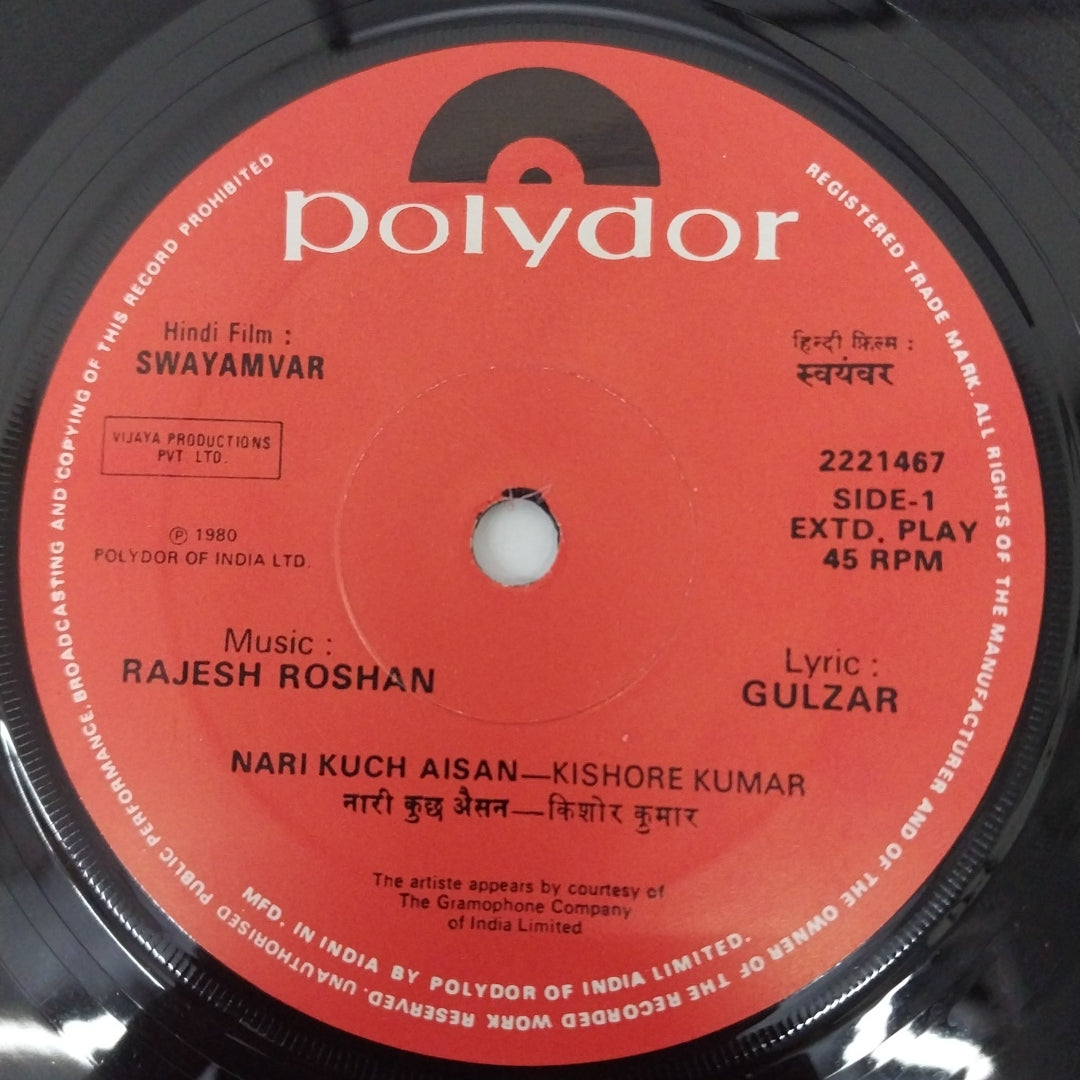 polydor
Hindi Film :
SWAYAMVAR
हिन्दी फ़िल्म :
स्वयंवर
VIJAYA PRODUCTIONS
PVT. LTD.
2221467
SIDE-1
EXTD. PLAY
45 RPM
Ⓟ 1980
POLYDOR OF INDIA LTD.
Music :
RAJESH ROSHAN
Lyric :
GULZAR
NARI KUCH AISAN—KISHORE KUMAR
नारी कुछ अैसन—किशोर कुमार
The artiste appears by courtesy of
The Gramophone Company
of India Limited
REGISTERED TRADE MARK. ALL RIGHTS OF THE MANUFACTURER AND OF THE OWNER OF THE RECORDED WORK RESERVED. UNAUTHORISED PUBLIC PERFORMANCE, BROADCASTING AND COPYING OF THIS RECORD PROHIBITED
MFD. IN INDIA BY POLYDOR OF INDIA LIMITED.